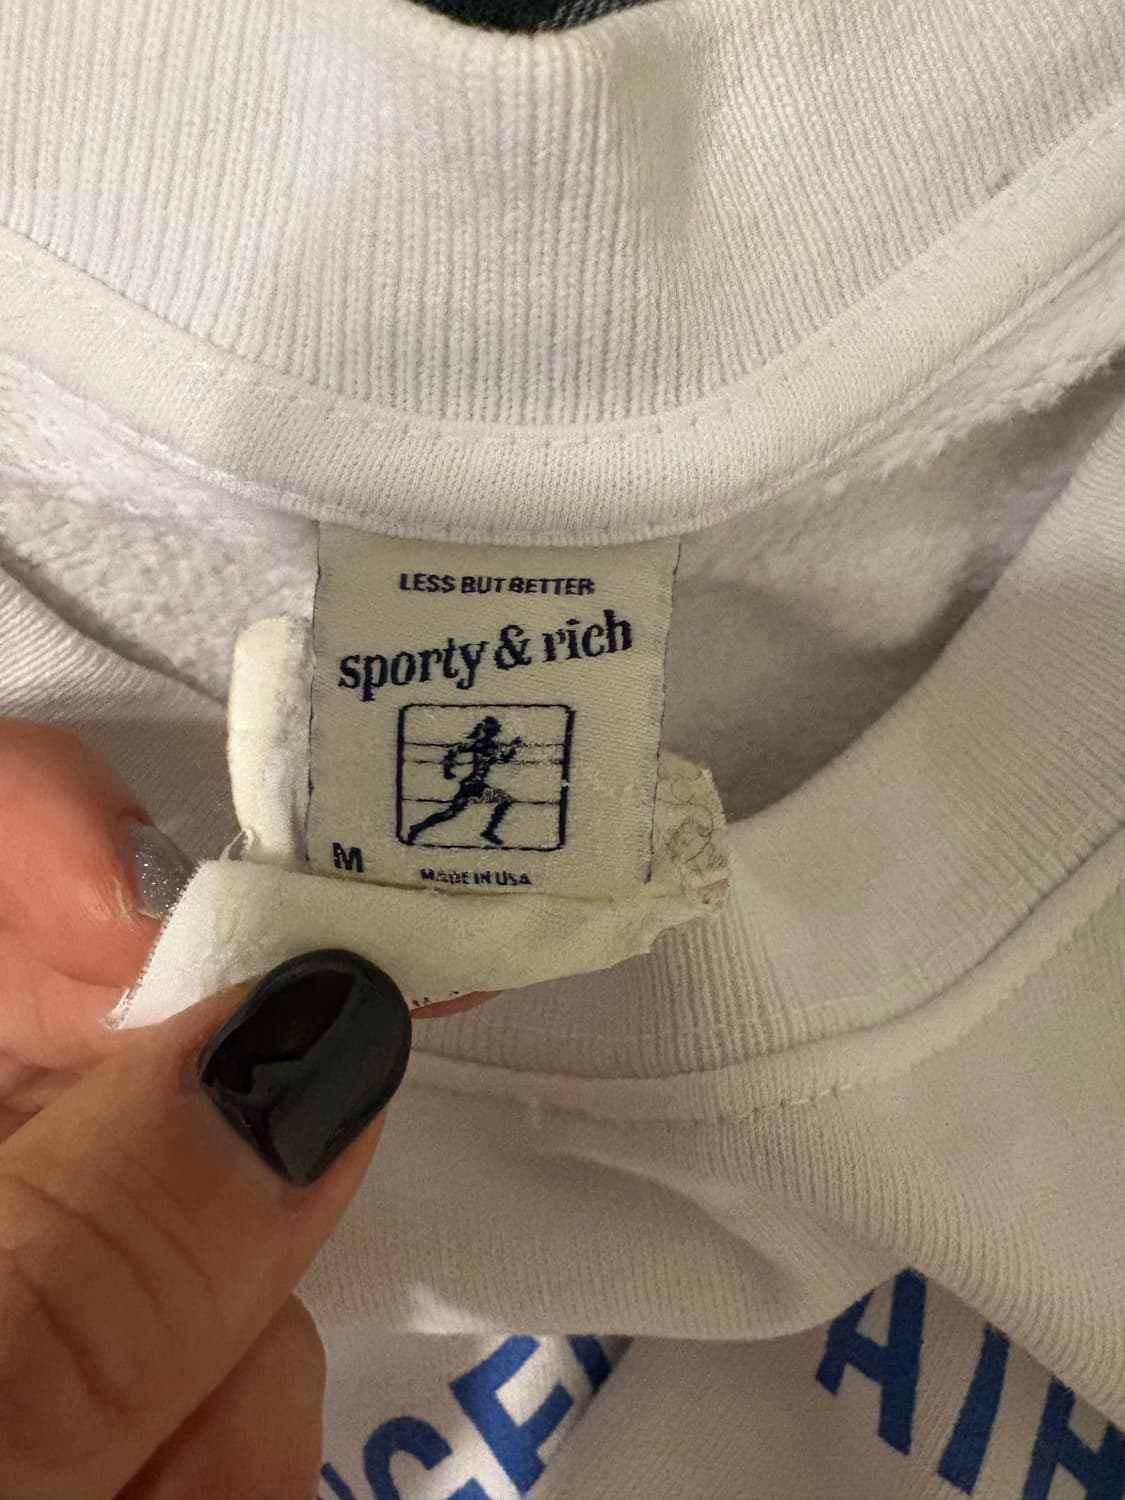 LESS BUT BETTER
sporty & rich
M
MADE IN USA